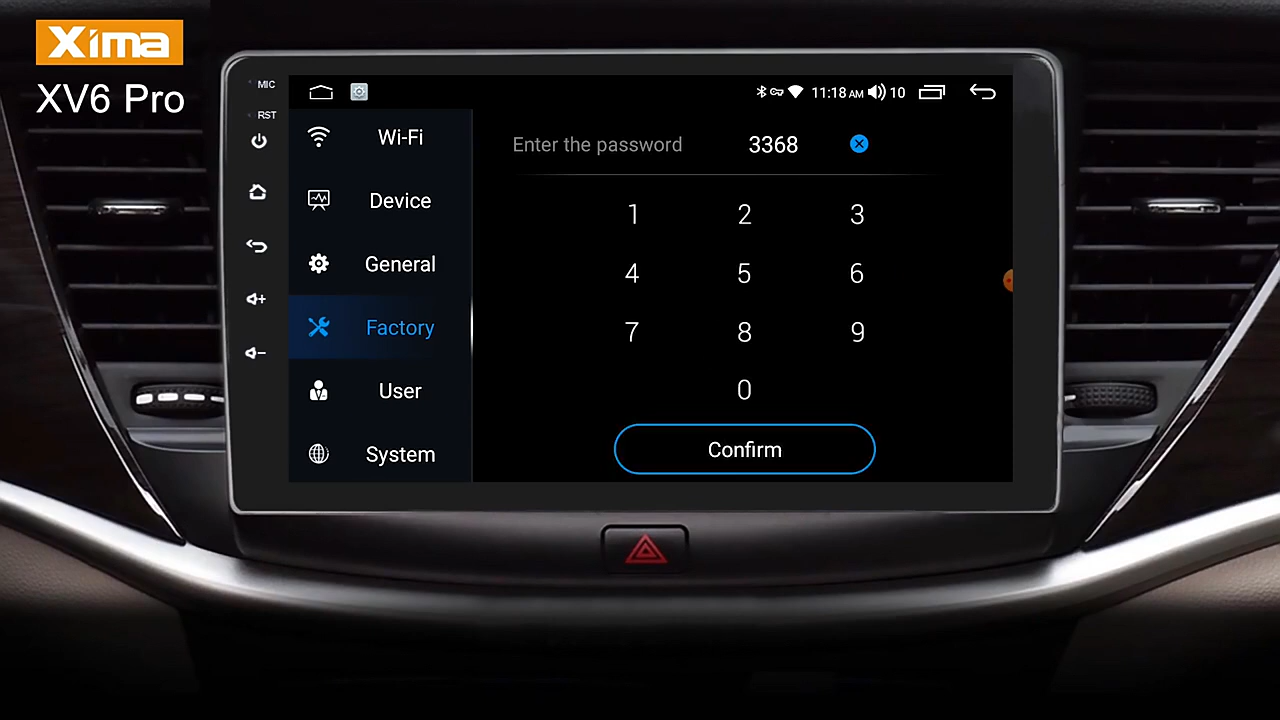 Xima
XV6 Pro
MIC
RST
11:18 AM 10
Wi-Fi
Device
General
Factory
User
System
Enter the password 3368
1 2 3
4 5 6
7 8 9
0
Confirm